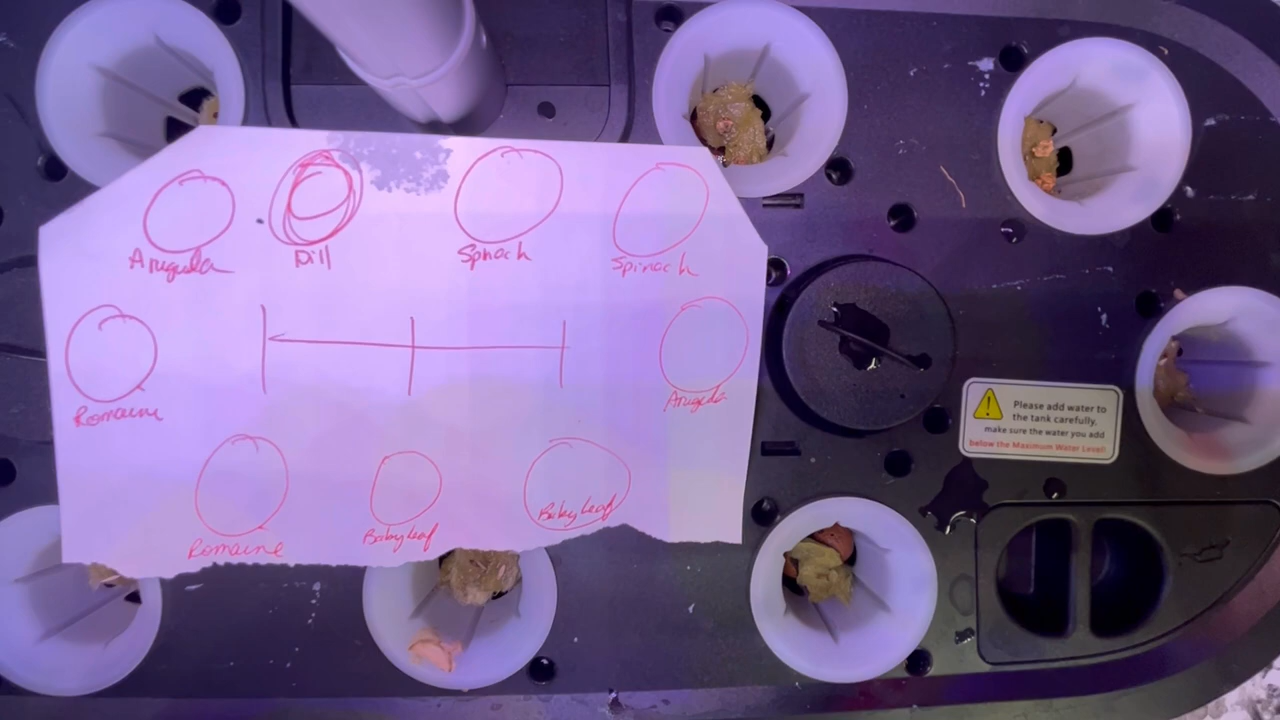 Arugula
Dill
Spinach
Spinach
Romaine
Arugula
Romaine
Baby leaf
Baby Leaf
Please add water to
the tank carefully,
make sure the water you add
below the Maximum Water Level!